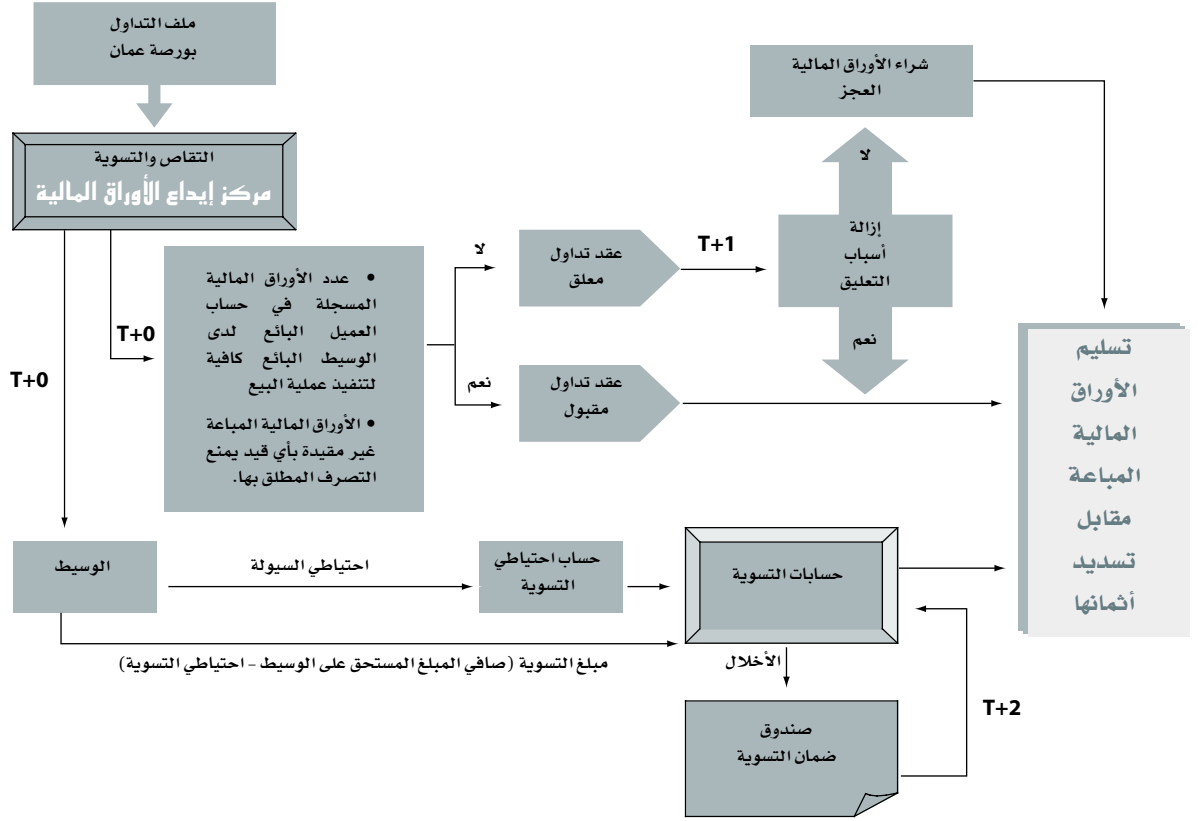 ملف التداول
بورصة عمان
التقاص والتسوية
مركز إيداع الأوراق المالية
T+0
T+0
• عدد الأوراق المالية
المسجلة في حساب
العميل البائع لدى
الوسيط البائع كافية
لتنفيذ عملية البيع
• الأوراق المالية المباعة
غير مقيدة بأي قيد يمنع
التصرف المطلق بها.
لا
نعم
عقد تداول
معلق
عقد تداول
مقبول
T+1
شراء الأوراق المالية
العجز
لا
إزالة
أسباب
التعليق
نعم
تسليم
الأوراق
المالية
المباعة
مقابل
تسديد
أثمانها
الوسيط
احتياطي السيولة
حساب احتياطي
التسوية
حسابات التسوية
مبلغ التسوية (صافي المبلغ المستحق على الوسيط - احتياطي التسوية)
الأخلال
صندوق
ضمان التسوية
T+2